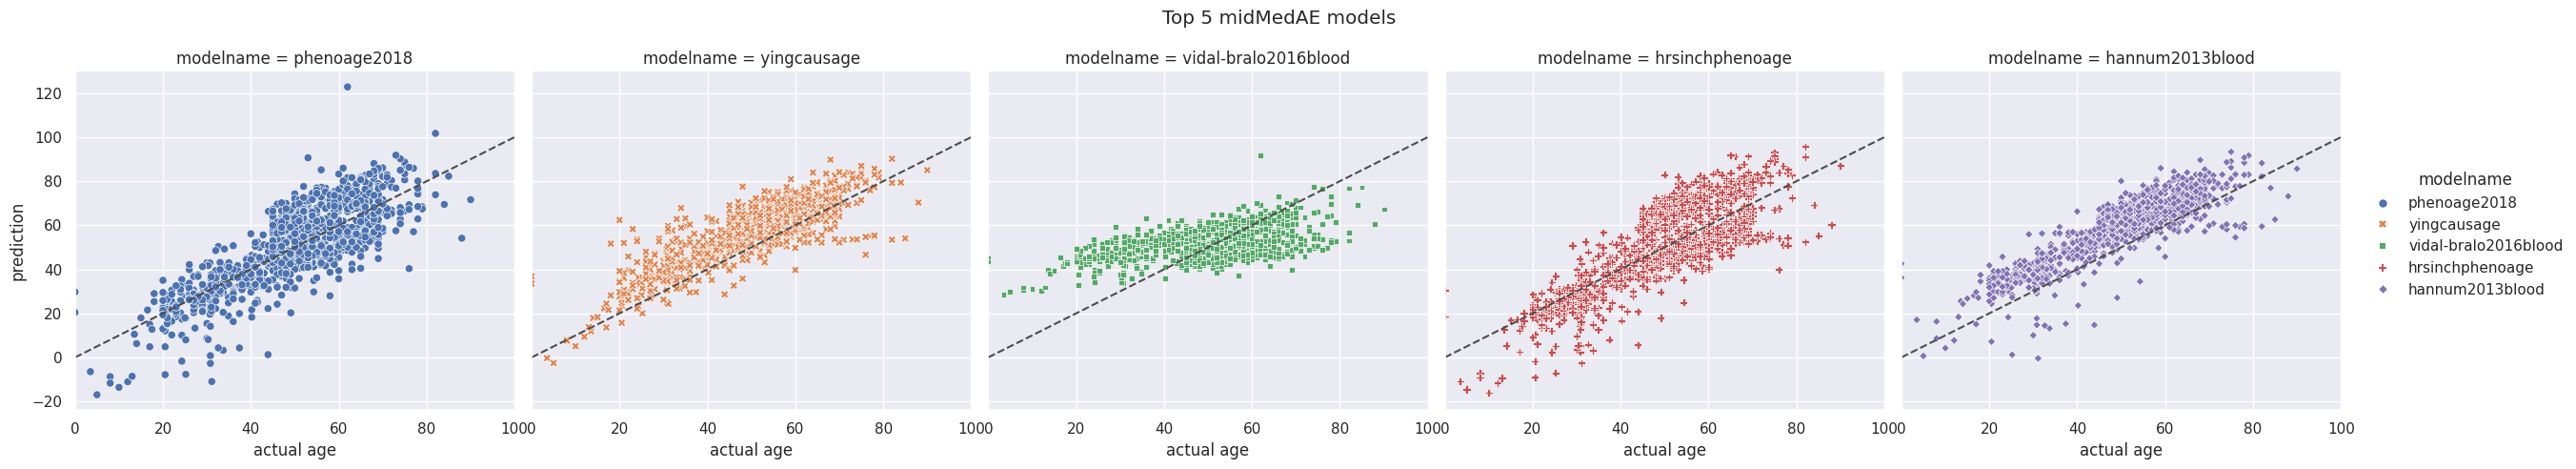 Top 5 midMedAE models
modelname = phenoage2018
modelname = yingcausage
modelname = vidal-bralo2016blood
modelname = hrsinchphenoage
modelname = hannum2013blood
120
100
80
60
40
20
0
−20
prediction
0 20 40 60 80 100
0 20 40 60 80 100
0 20 40 60 80 100
0 20 40 60 80 100
0 20 40 60 80 100
actual age
actual age
actual age
actual age
actual age
modelname
phenoage2018
yingcausage
vidal-bralo2016blood
hrsinchphenoage
hannum2013blood